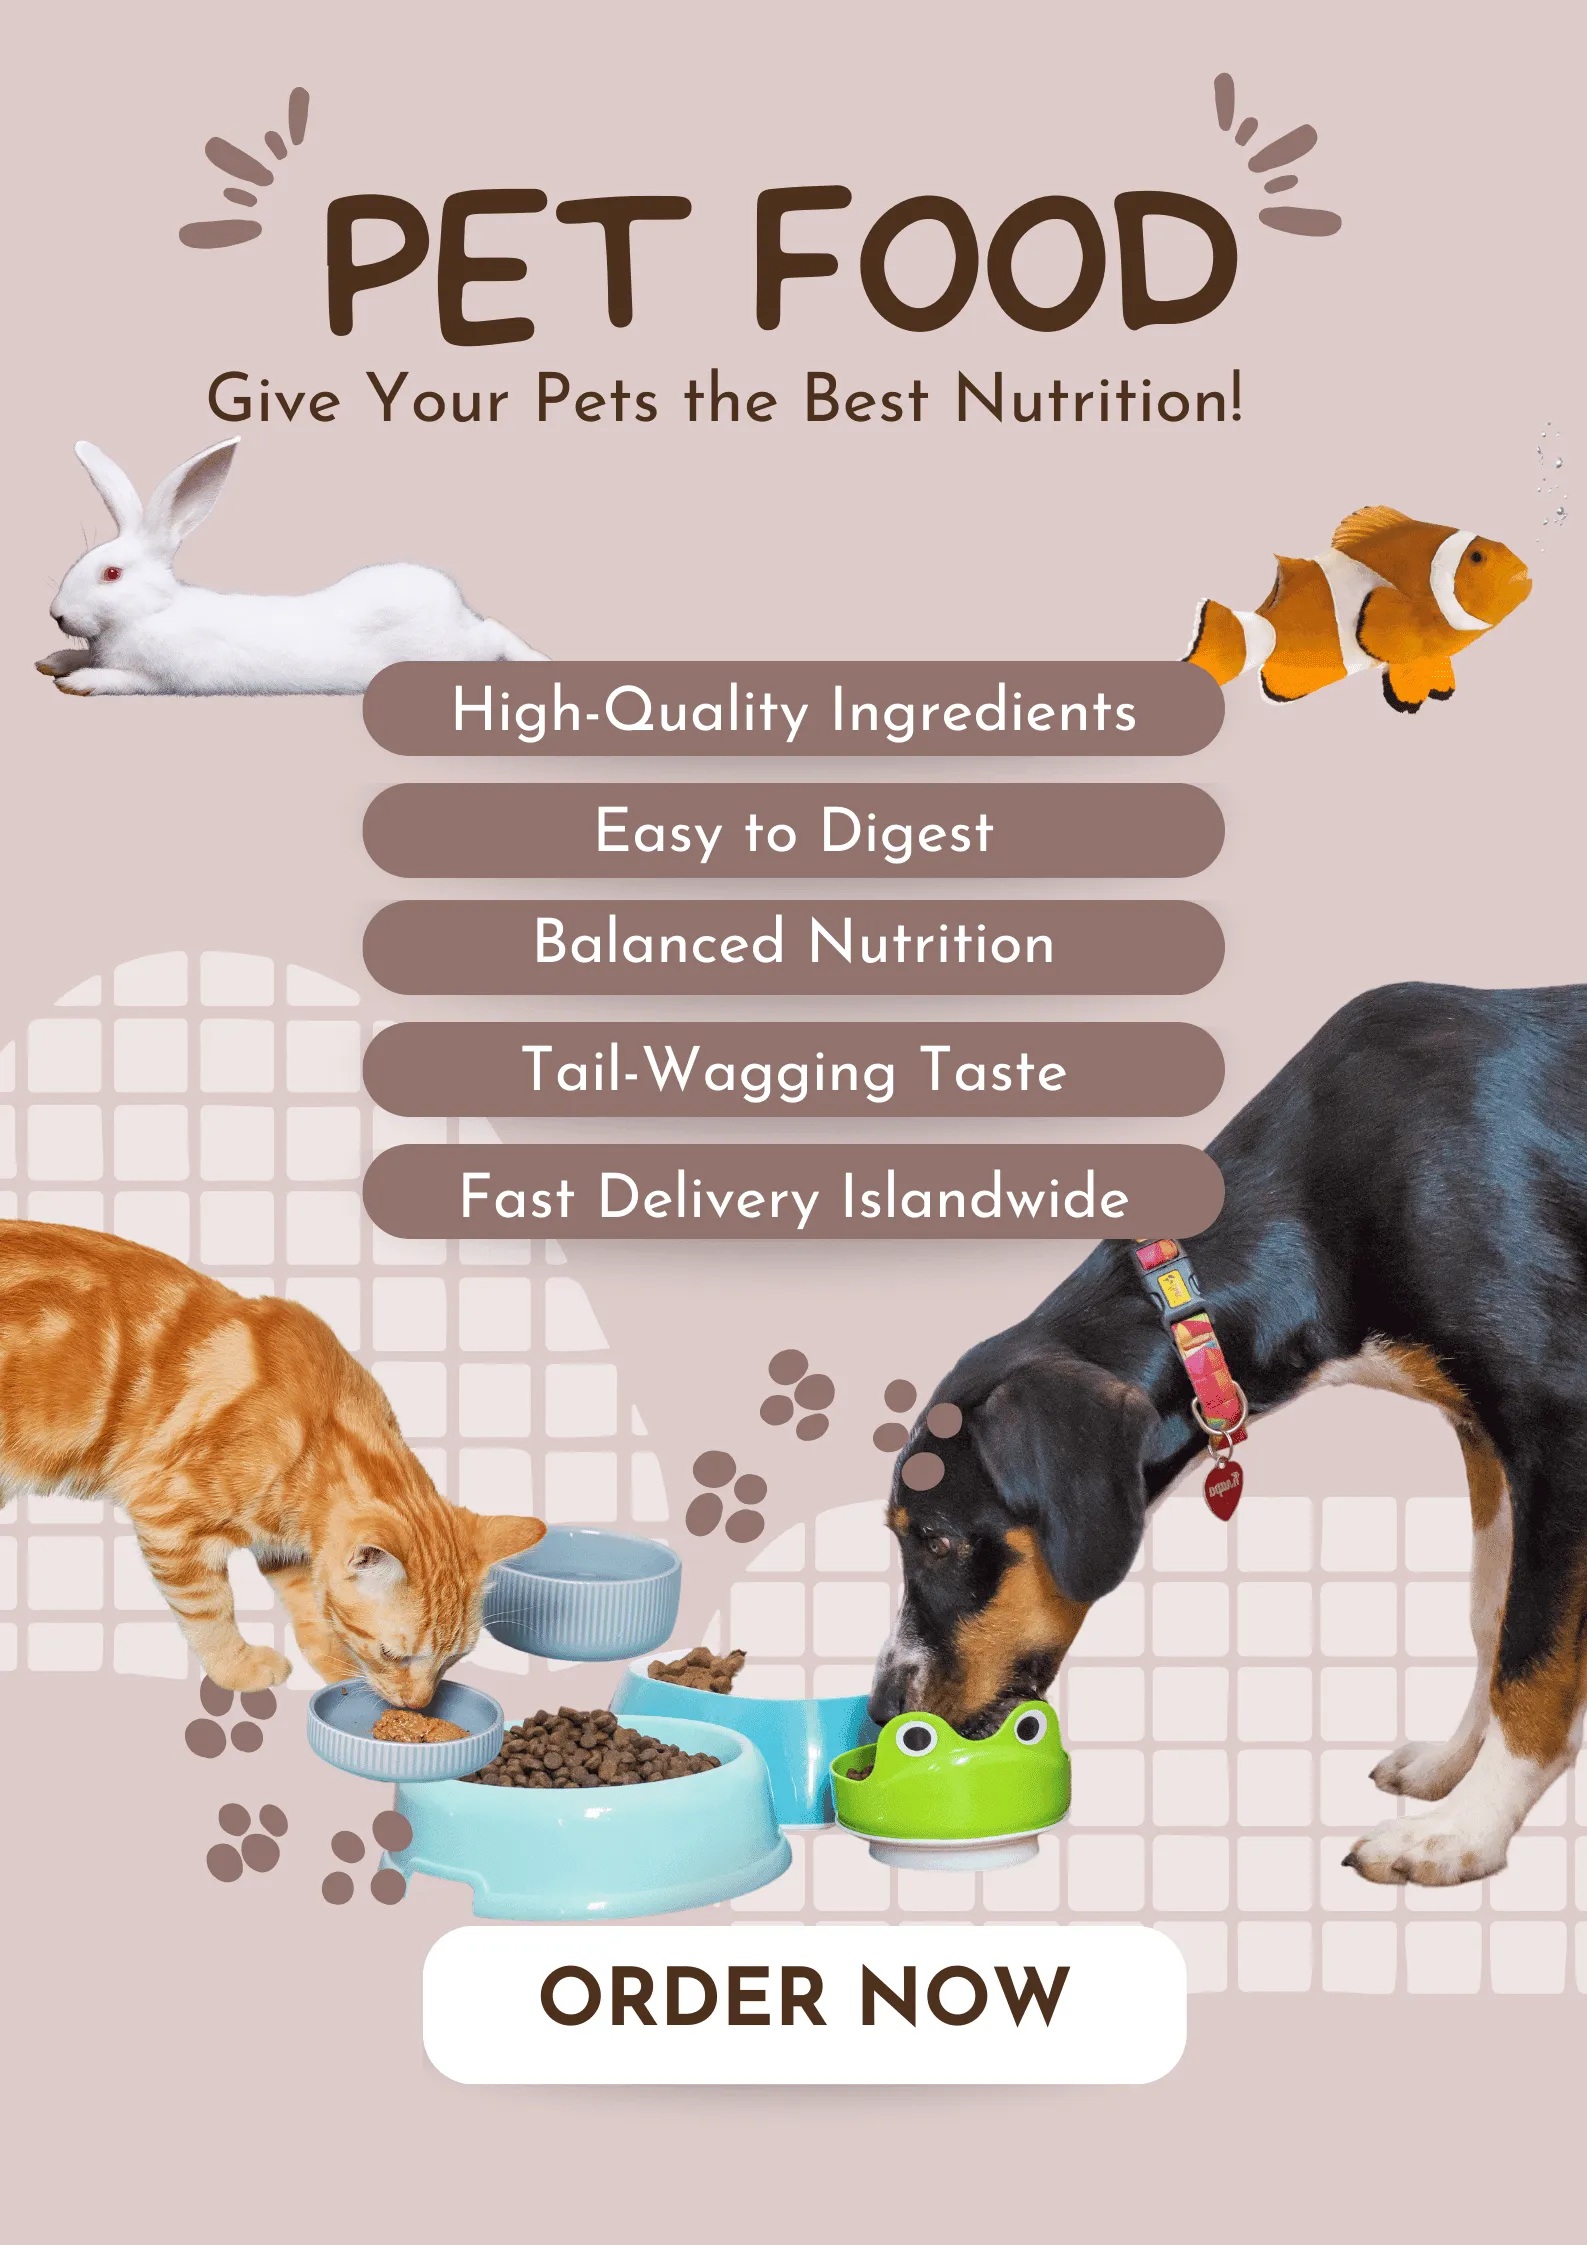 PET FOOD
Give Your Pets the Best Nutrition!
High-Quality Ingredients
Easy to Digest
Balanced Nutrition
Tail-Wagging Taste
Fast Delivery Islandwide
ORDER NOW